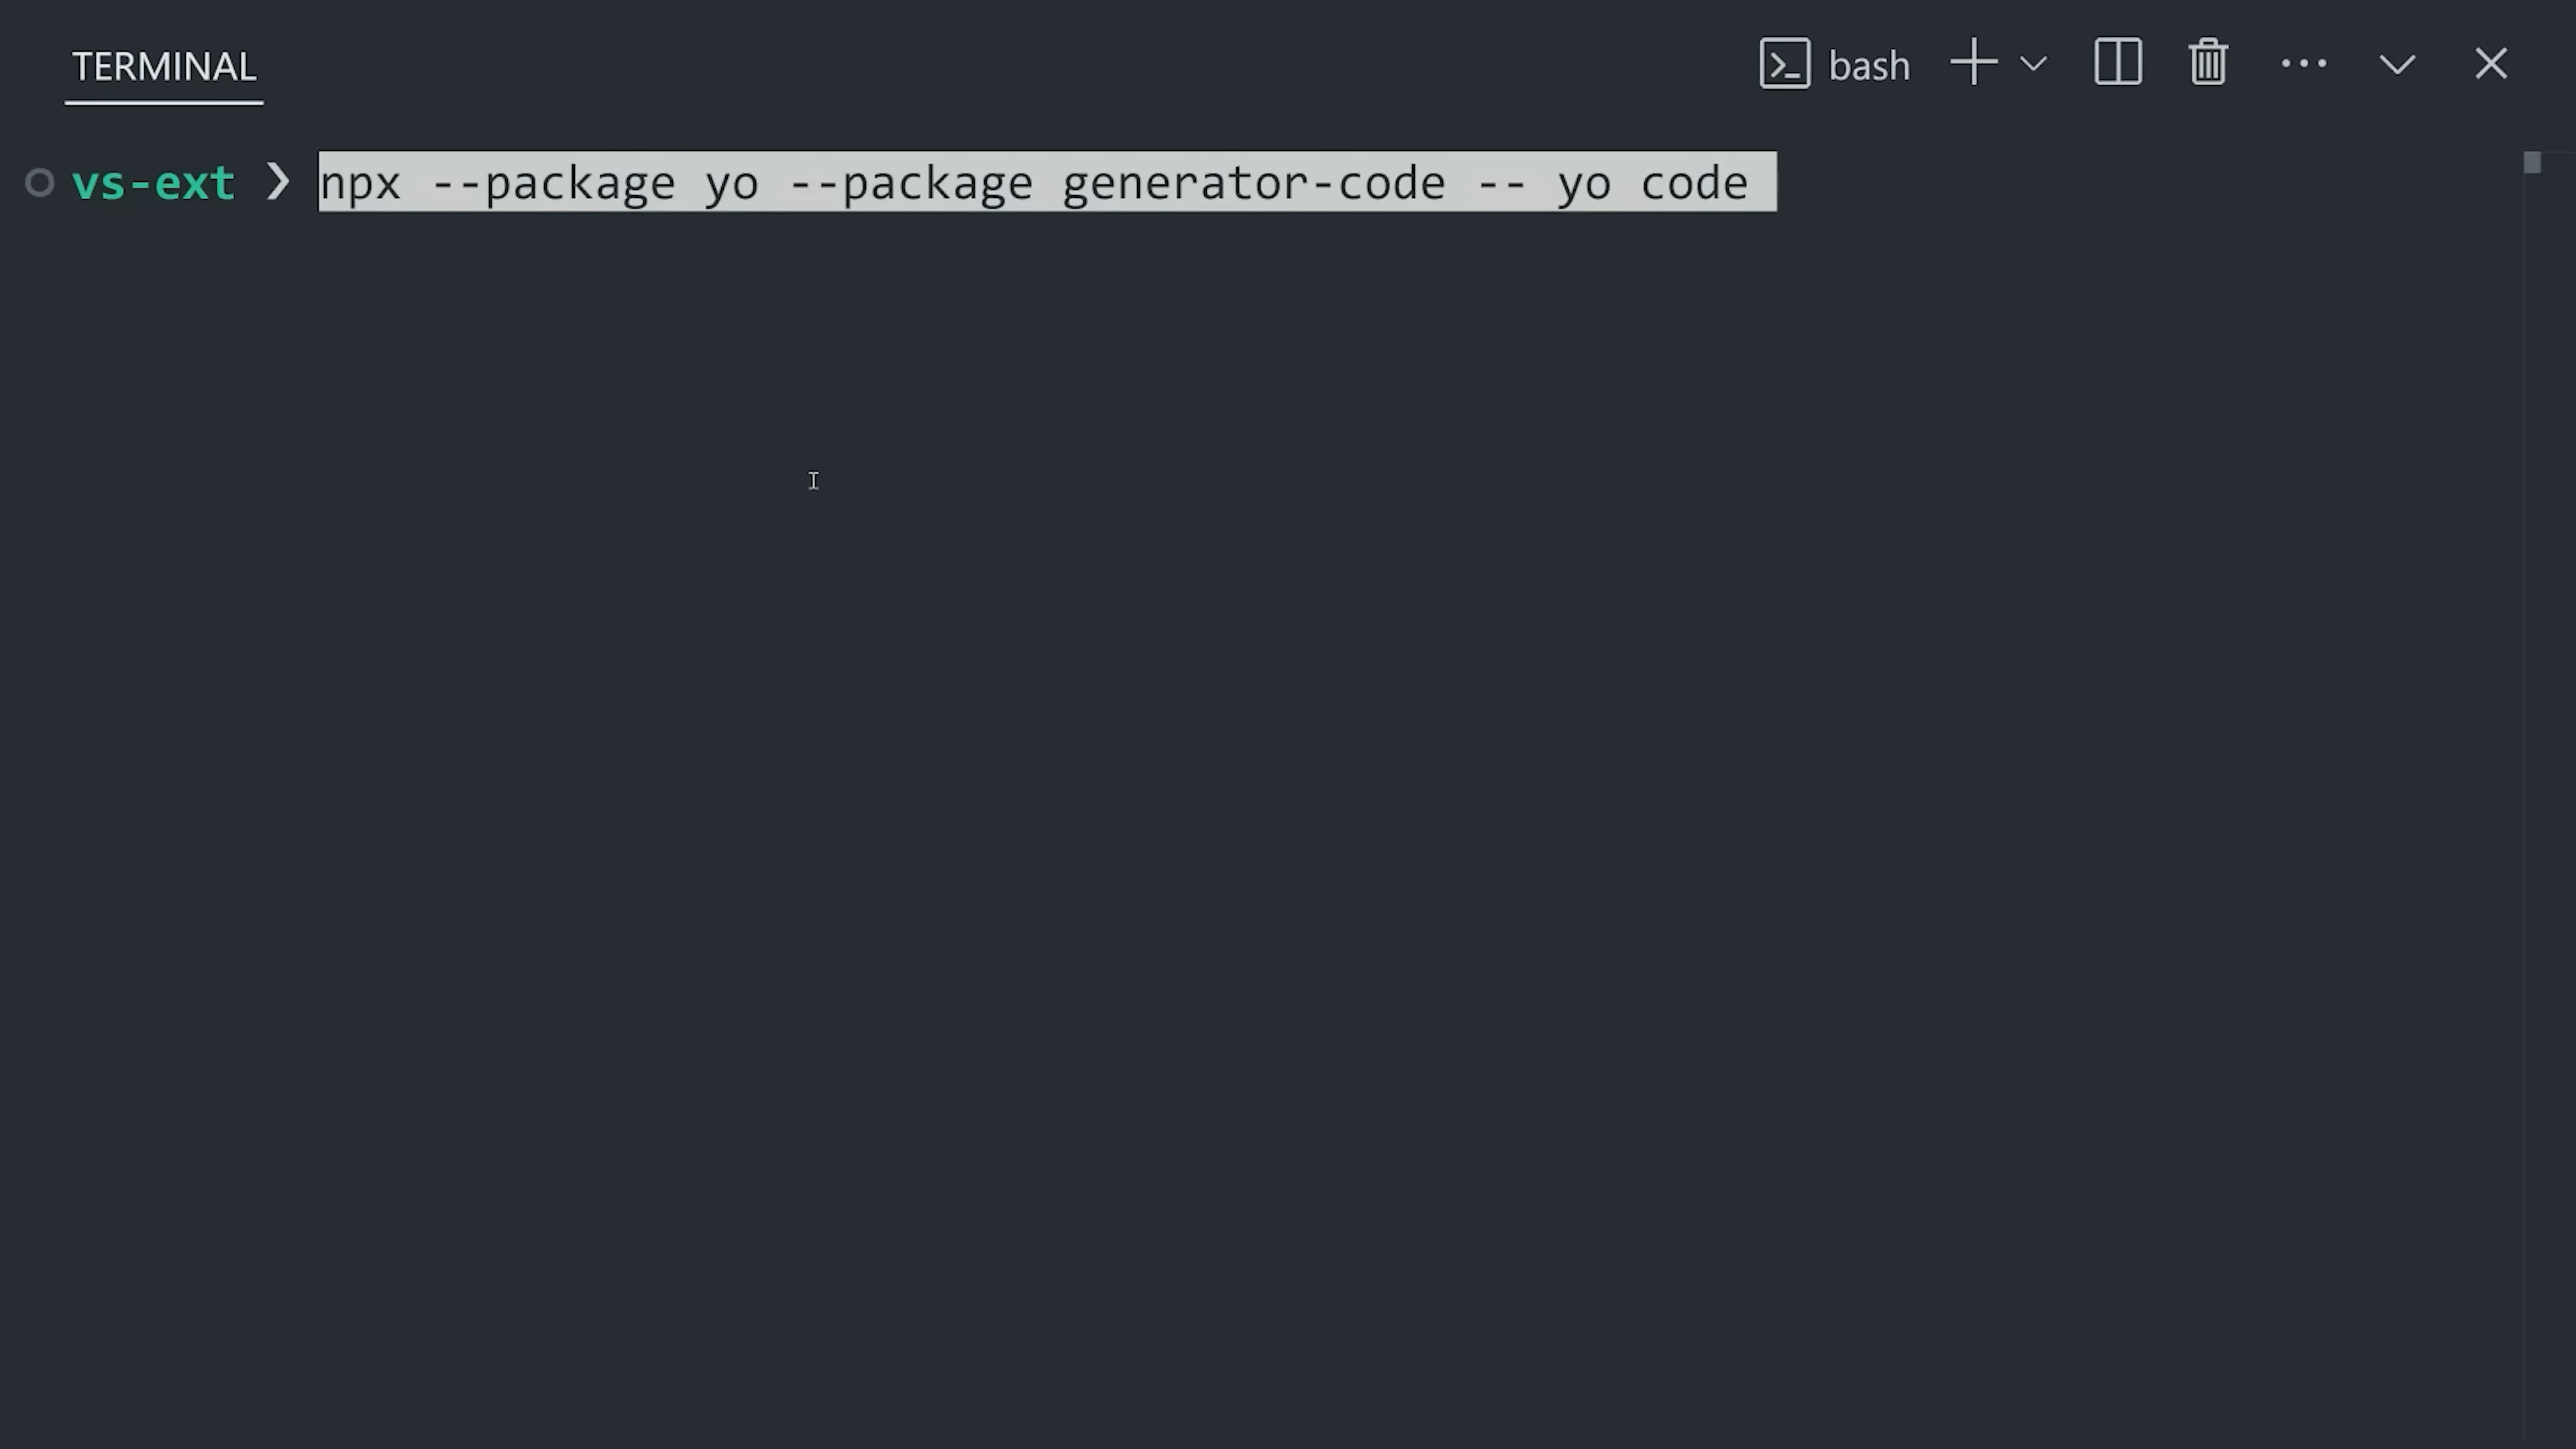 TERMINAL
bash
vs-ext ❯ npx --package yo --package generator-code -- yo code